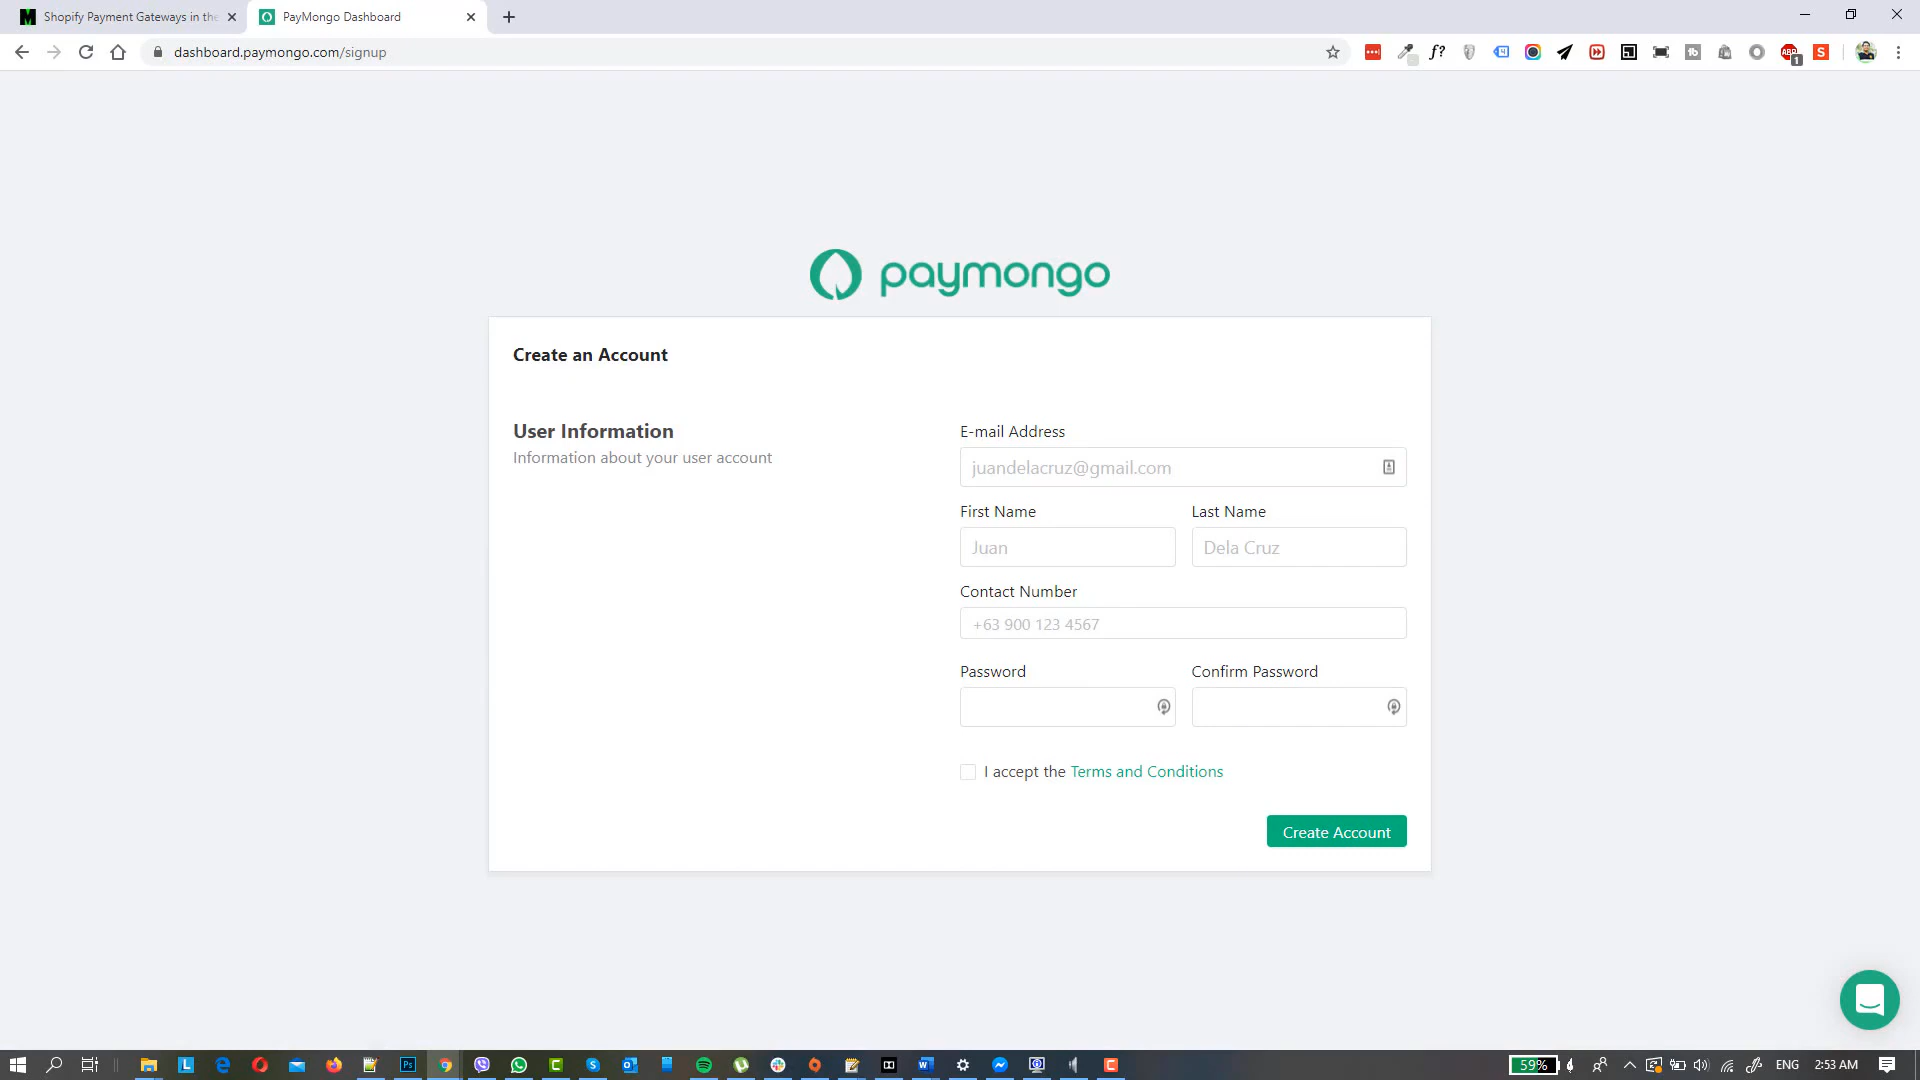 Shopify Payment Gateways in the
PayMongo Dashboard
dashboard.paymongo.com/signup
paymongo
Create an Account
User Information
Information about your user account
E-mail Address
juandelacruz@gmail.com
First Name
Last Name
Juan
Dela Cruz
Contact Number
+63 900 123 4567
Password
Confirm Password
I accept the Terms and Conditions
Create Account
59%
ENG
2:53 AM